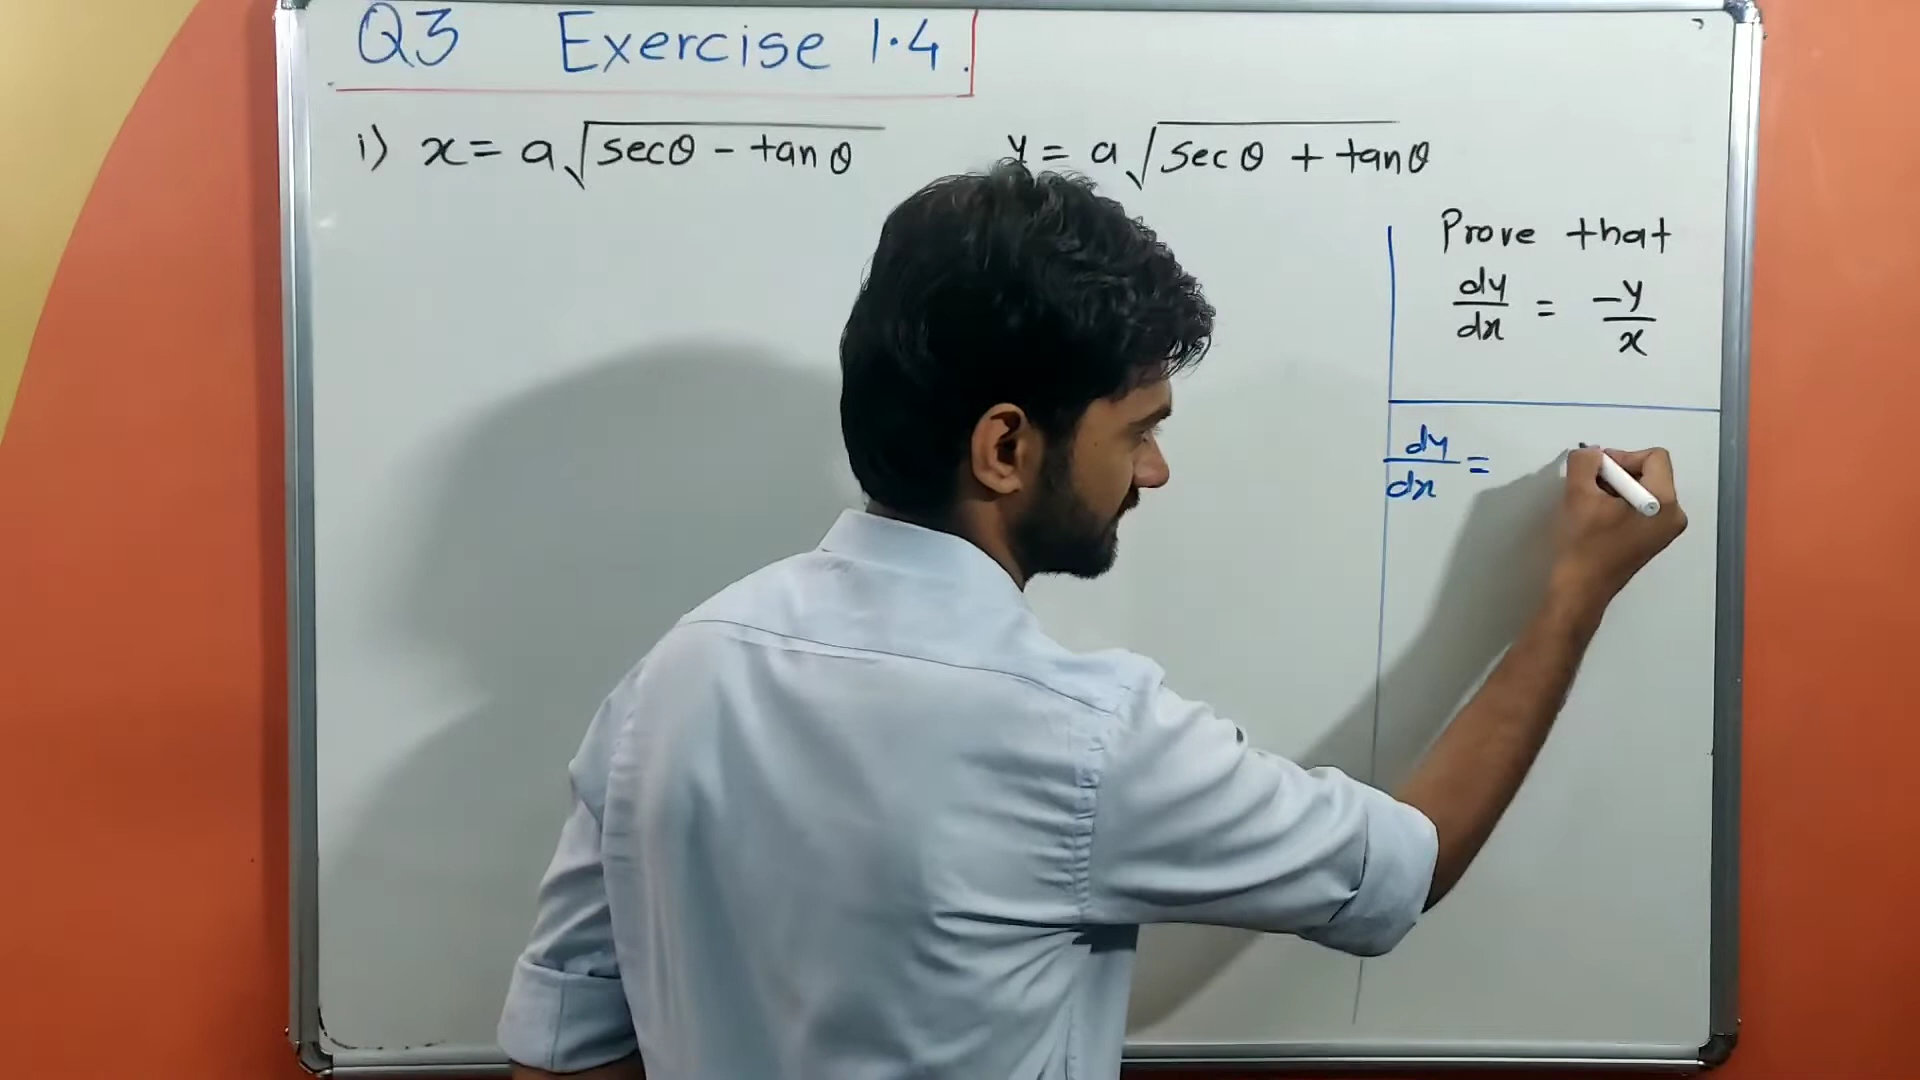 Q3 Exercise 1.4.
i) x = a√(secθ - tanθ) y = a√(secθ + tanθ)
Prove that
dy/dx = -y/x
dy/dx =